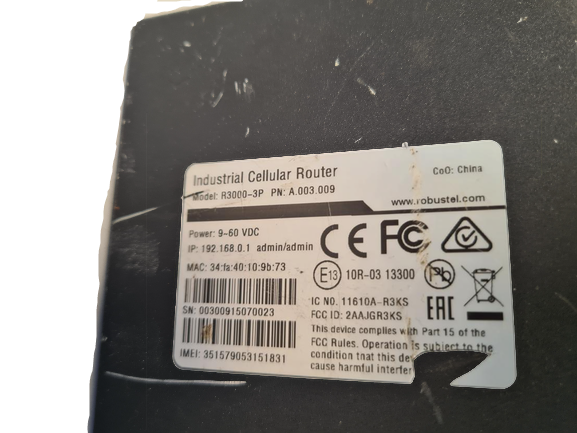 Industrial Cellular Router
CoO: China
Model: R3000-3P PN: A.003.009
www.robustel.com
Power: 9-60 VDC
IP: 192.168.0.1 admin/admin
CE FC
MAC: 34:fa:40:10:9b:73
E13 10R-03 13300 Pb
SN: 00300915070023
IC NO. 11610A-R3KS
FCC ID: 2AAJGR3KS
EAC
This device complies with Part 15 of the
FCC Rules. Operation is subject to the
condition that this de
cause harmful interfer
IMEI: 351579053151831